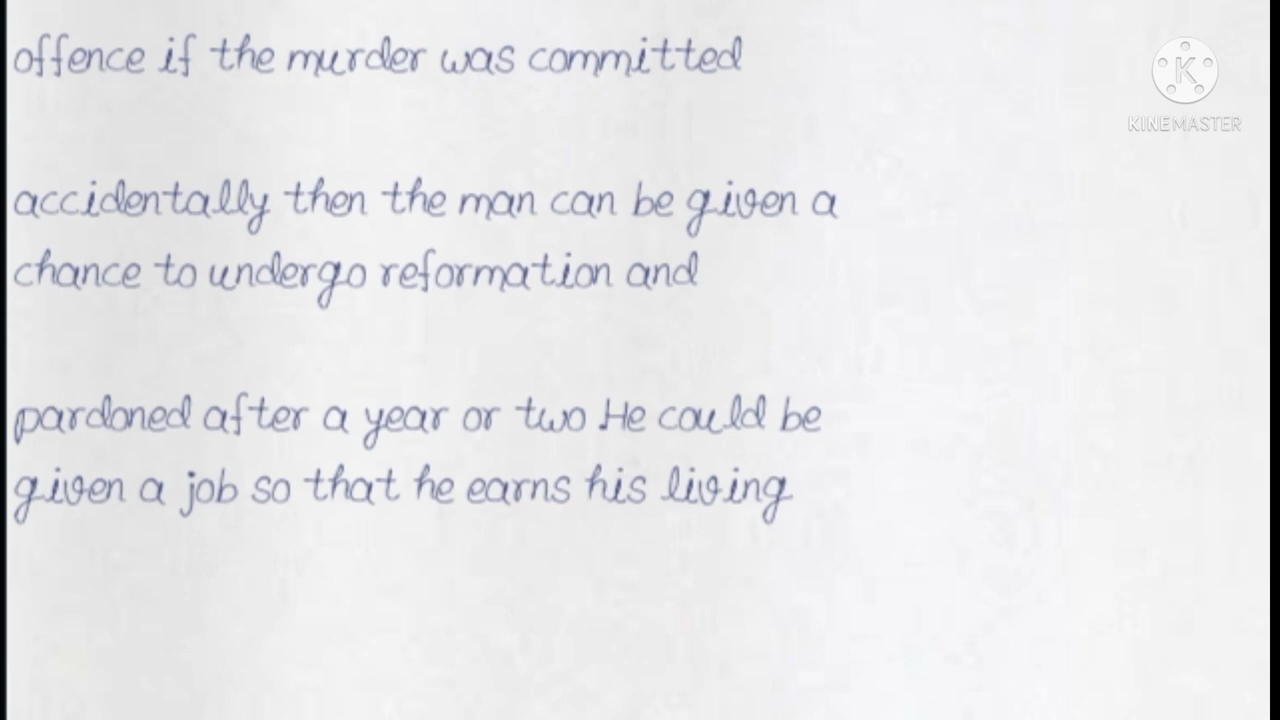 offence if the murder was committed
accidentally then the man can be given a
chance to undergo reformation and
pardoned after a year or two He could be
given a job so that he earns his living
K
KINEMASTER